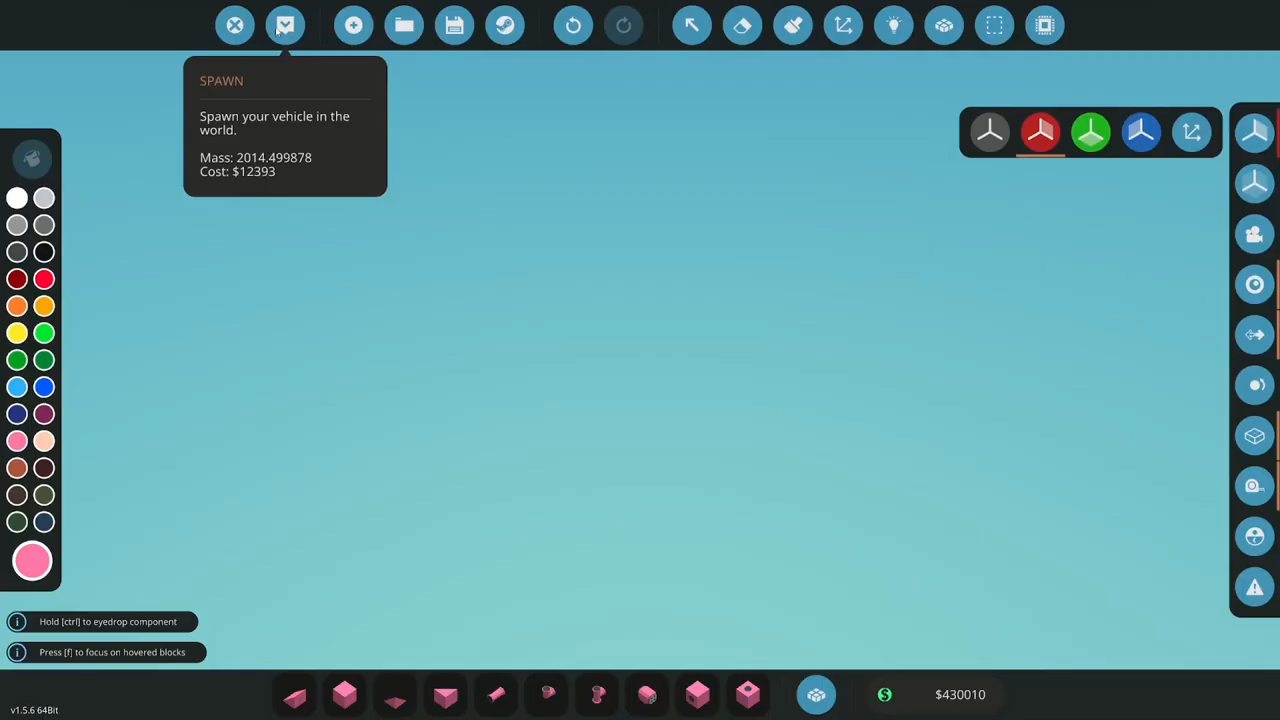 SPAWN
Spawn your vehicle in the
world.
Mass: 2014.499878
Cost: $12393
Hold [ctrl] to eyedrop component
Press [f] to focus on hovered blocks
$430010
v1.5.6 64Bit